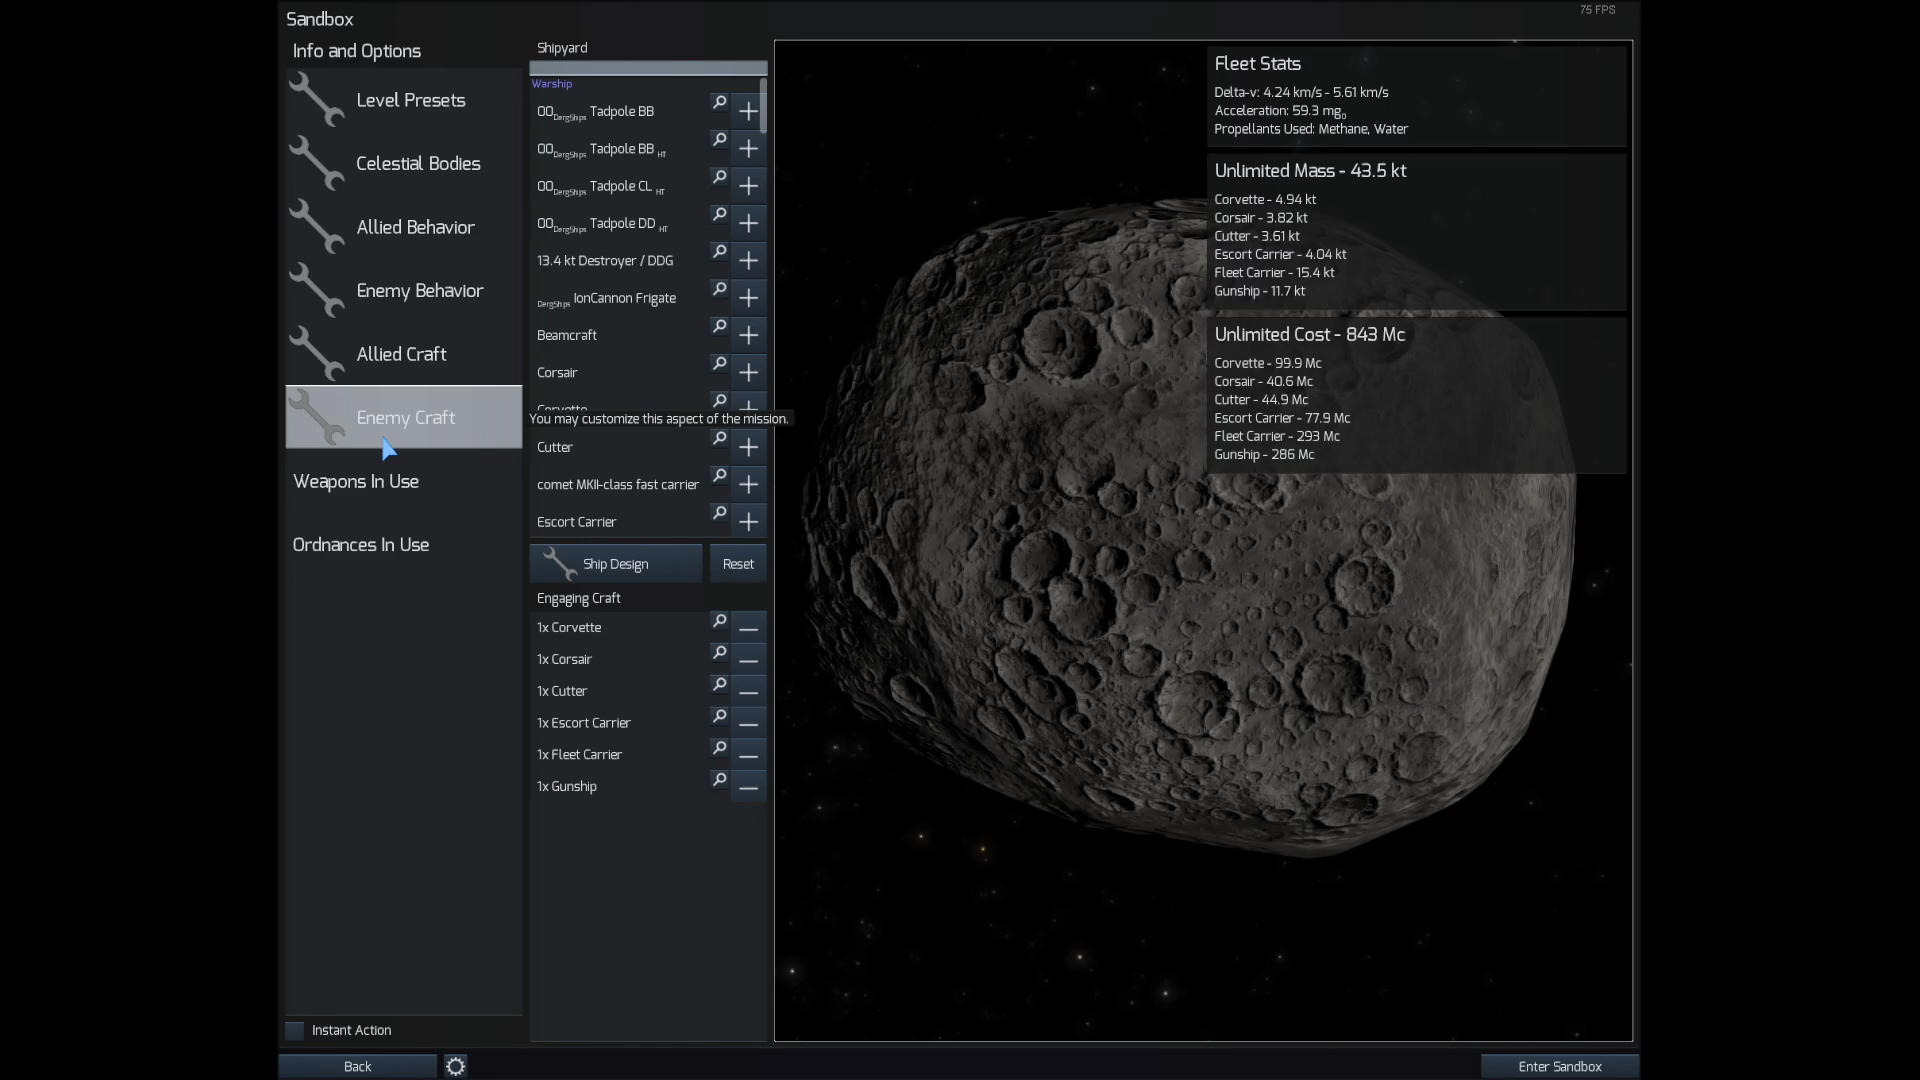 Sandbox
75 FPS
Info and Options
Level Presets
Celestial Bodies
Allied Behavior
Enemy Behavior
Allied Craft
Enemy Craft
Weapons In Use
Ordnances In Use
Instant Action
Back
Shipyard
Warship
00DergShips Tadpole BB
00DergShips Tadpole BB HT
00DergShips Tadpole CL HT
00DergShips Tadpole DD HT
13.4 kt Destroyer / DDG
DergShips IonCannon Frigate
Beamcraft
Corsair
Corvette
You may customize this aspect of the mission.
Cutter
comet MKII-class fast carrier
Escort Carrier
Ship Design
Reset
Engaging Craft
1x Corvette
1x Corsair
1x Cutter
1x Escort Carrier
1x Fleet Carrier
1x Gunship
Fleet Stats
Delta-v: 4.24 km/s - 5.61 km/s
Acceleration: 59.3 mg0
Propellants Used: Methane, Water
Unlimited Mass - 43.5 kt
Corvette - 4.94 kt
Corsair - 3.82 kt
Cutter - 3.61 kt
Escort Carrier - 4.04 kt
Fleet Carrier - 15.4 kt
Gunship - 11.7 kt
Unlimited Cost - 843 Mc
Corvette - 99.9 Mc
Corsair - 40.6 Mc
Cutter - 44.9 Mc
Escort Carrier - 77.9 Mc
Fleet Carrier - 293 Mc
Gunship - 286 Mc
Enter Sandbox